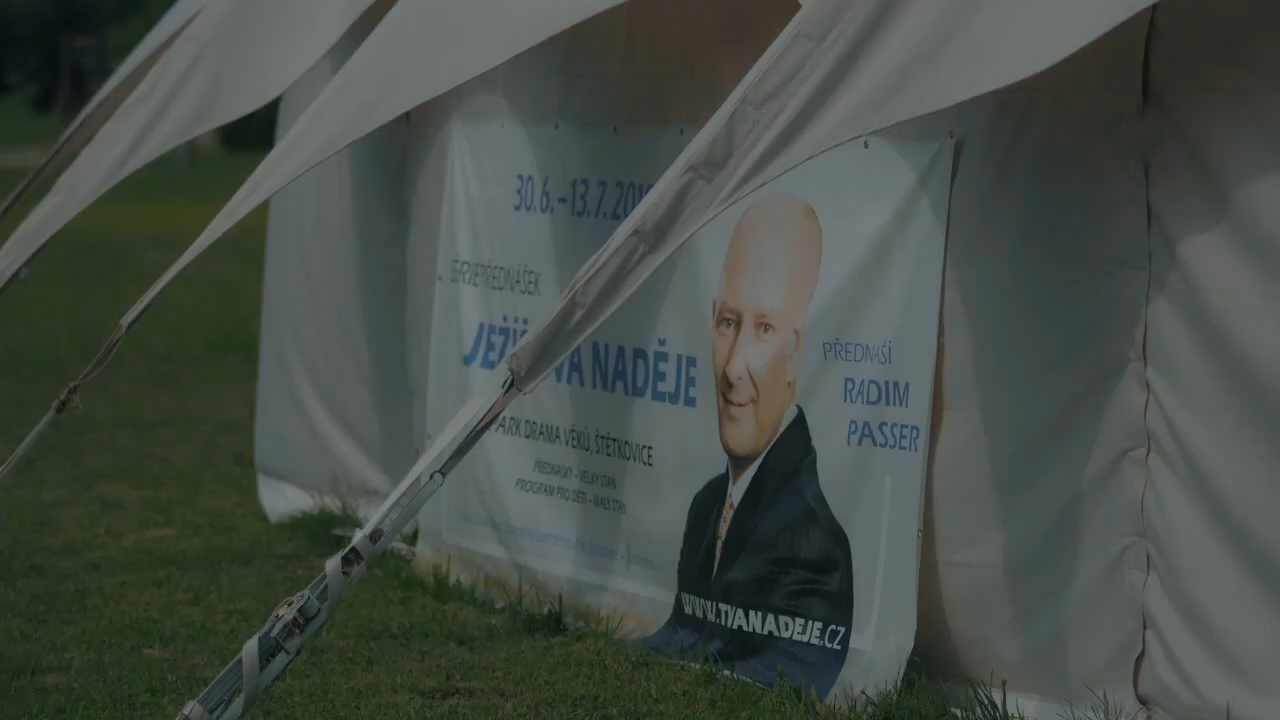 30.6.–13.7.201
PŘEDNÁŠEK
NADĚJE
PARK DRAMA VĚKŮ, ŠTĚTKOVICE
PŘEDNÁŠKY – VELKÝ STAN
PROGRAM PRO DĚTI – MALÝ STAN
PŘEDNÁŠÍ
RADIM
PASSER
WWW.TVANADEJE.CZ